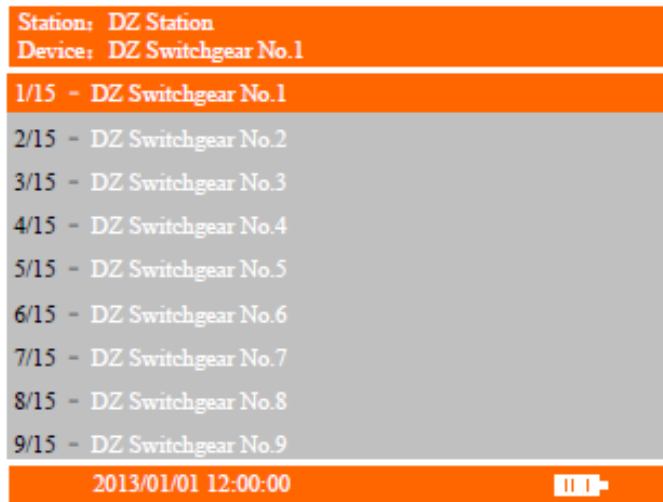 Station: DZ Station
Device: DZ Switchgear No.1
1/15 - DZ Switchgear No.1
2/15 - DZ Switchgear No.2
3/15 - DZ Switchgear No.3
4/15 - DZ Switchgear No.4
5/15 - DZ Switchgear No.5
6/15 - DZ Switchgear No.6
7/15 - DZ Switchgear No.7
8/15 - DZ Switchgear No.8
9/15 - DZ Switchgear No.9
2013/01/01 12:00:00